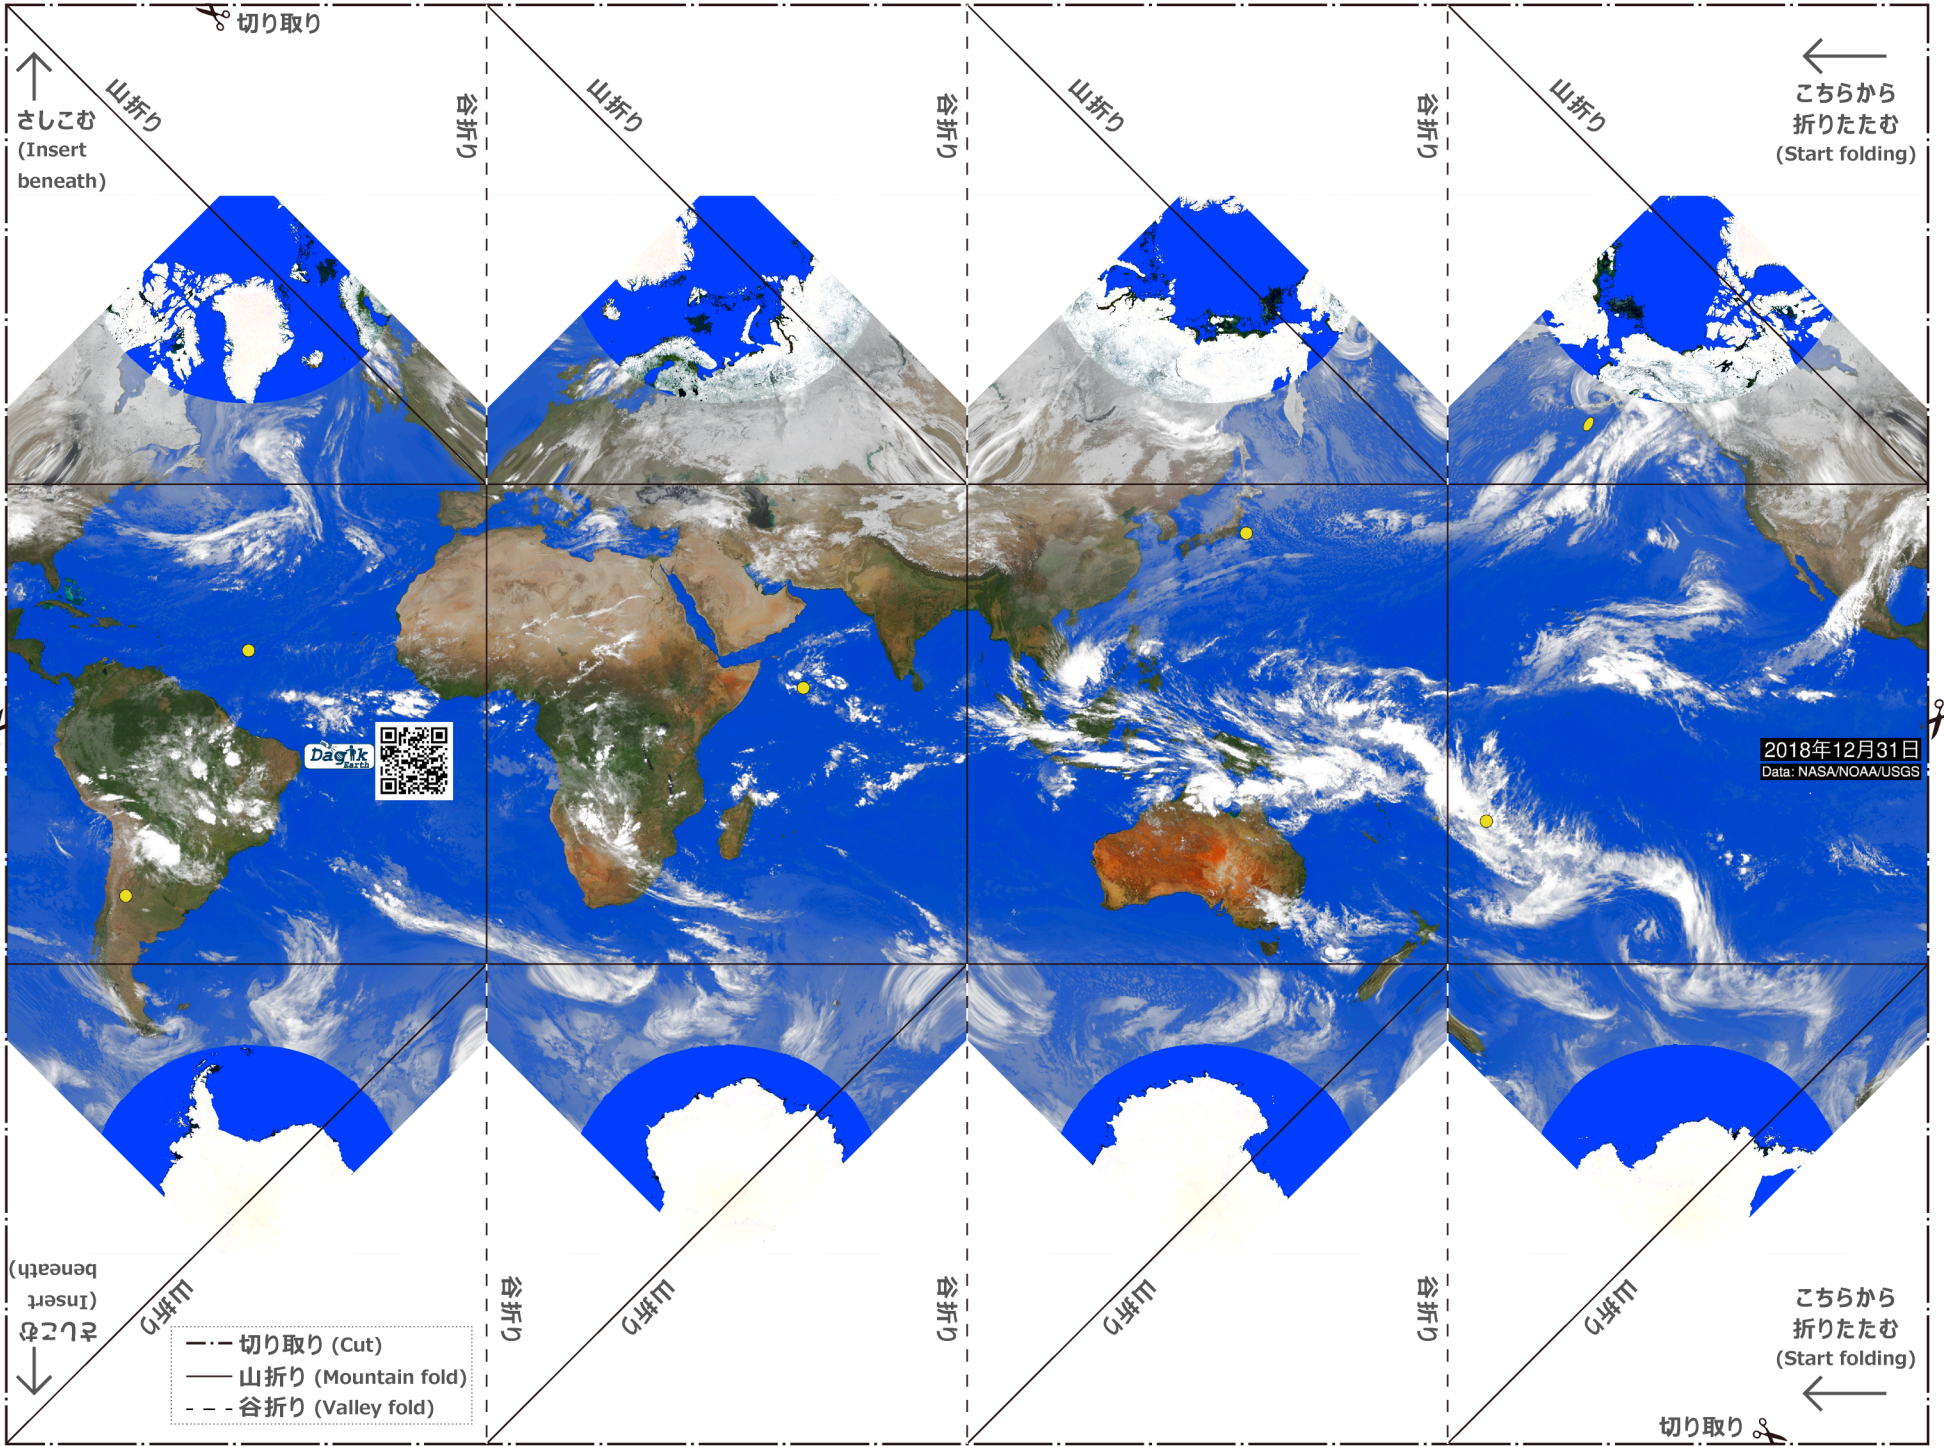 切り取り
山折り
谷折り
山折り
谷折り
山折り
谷折り
山折り
こちらから
折りたたむ
(Start folding)
さしこむ
(Insert
beneath)
Dagik
Earth
2018年12月31日
Data: NASA/NOAA/USGS
さしこむ
(Insert
beneath)
山折り
谷折り
山折り
谷折り
山折り
谷折り
山折り
こちらから
折りたたむ
(Start folding)
切り取り (Cut)
山折り (Mountain fold)
谷折り (Valley fold)
切り取り